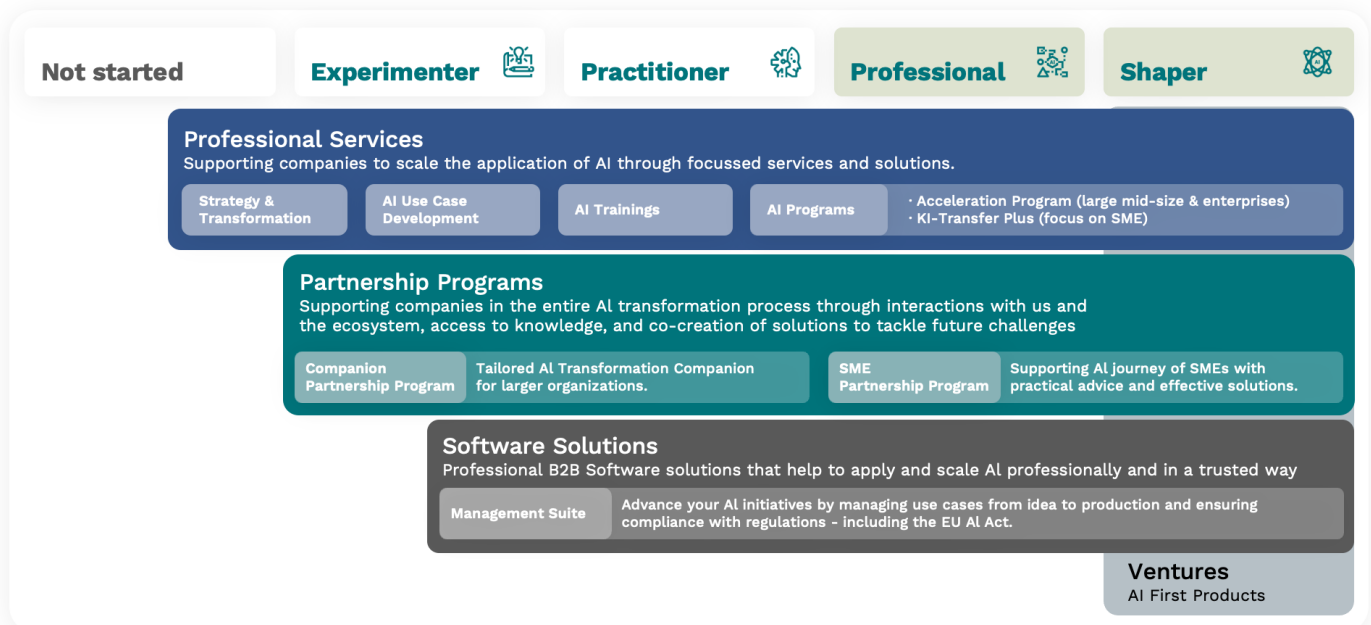 Not started
Experimenter
Practitioner
Professional
Shaper
Professional Services
Supporting companies to scale the application of AI through focussed services and solutions.
Strategy &
Transformation
AI Use Case
Development
AI Trainings
AI Programs
· Acceleration Program (large mid-size & enterprises)
· KI-Transfer Plus (focus on SME)
Partnership Programs
Supporting companies in the entire AI transformation process through interactions with us and
the ecosystem, access to knowledge, and co-creation of solutions to tackle future challenges
Companion
Partnership Program
Tailored AI Transformation Companion
for larger organizations.
SME
Partnership Program
Supporting AI journey of SMEs with
practical advice and effective solutions.
Software Solutions
Professional B2B Software solutions that help to apply and scale AI professionally and in a trusted way
Management Suite
Advance your AI initiatives by managing use cases from idea to production and ensuring
compliance with regulations - including the EU AI Act.
Ventures
AI First Products